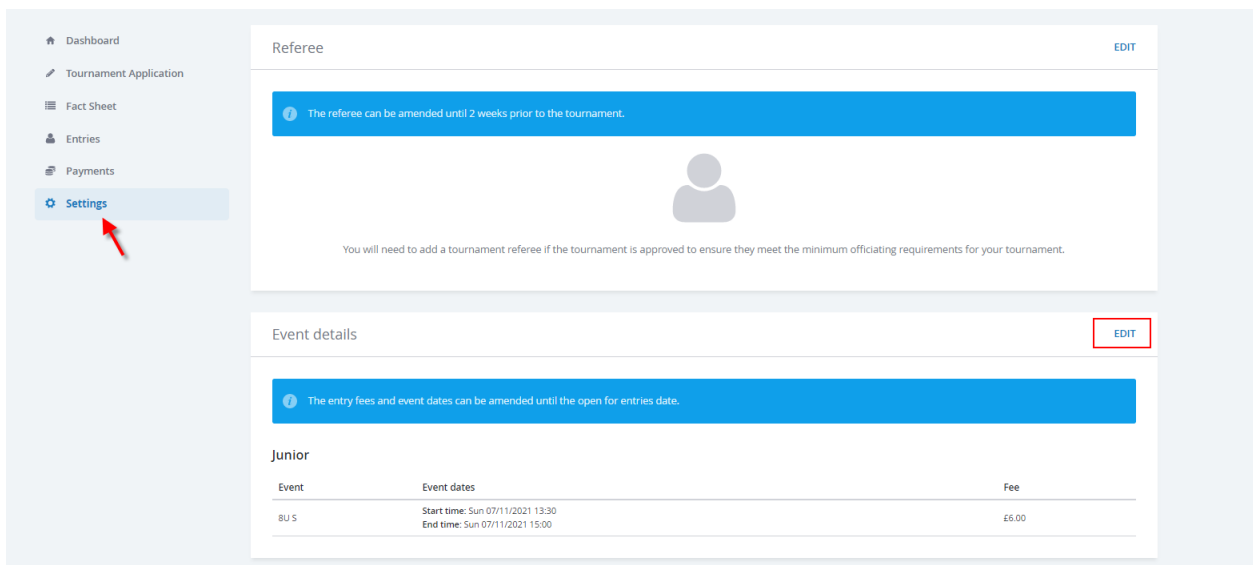 Dashboard
Tournament Application
Fact Sheet
Entries
Payments
Settings
Referee
EDIT
The referee can be amended until 2 weeks prior to the tournament.
You will need to add a tournament referee if the tournament is approved to ensure they meet the minimum officiating requirements for your tournament.
Event details
EDIT
The entry fees and event dates can be amended until the open for entries date.
Junior
Event Event dates Fee
8U S
Start time: Sun 07/11/2021 13:30
End time: Sun 07/11/2021 15:00
£6.00